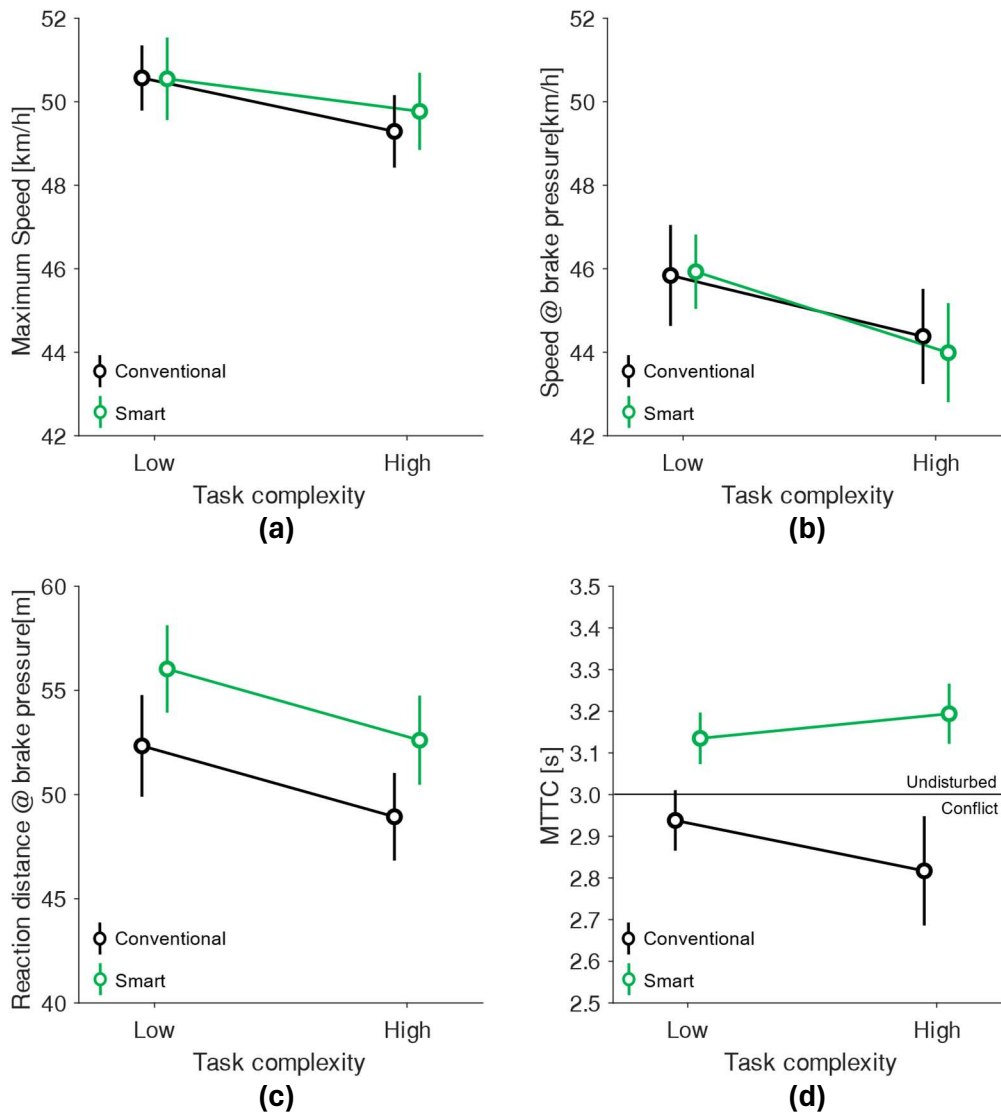 Maximum Speed [km/h]
52
50
48
46
44
42
Conventional
Smart
Low
High
Task complexity
(a)
Speed @ brake pressure[km/h]
52
50
48
46
44
42
Conventional
Smart
Low
High
Task complexity
(b)
Reaction distance @ brake pressure[m]
60
55
50
45
40
Conventional
Smart
Low
High
Task complexity
(c)
MTTC [s]
3.5
3.4
3.3
3.2
3.1
3.0
2.9
2.8
2.7
2.6
2.5
Undisturbed
Conflict
Conventional
Smart
Low
High
Task complexity
(d)